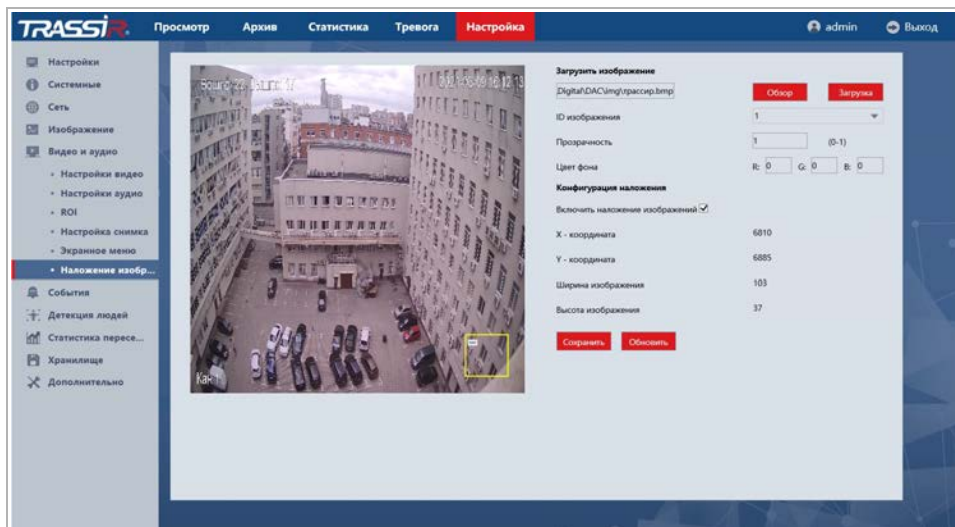 TRASSIR
Просмотр Архив Статистика Тревога Настройка admin Выход
Настройки
Системные
Сеть
Изображение
Видео и аудио
Настройки видео
Настройки аудио
ROI
Настройка снимка
Экранное меню
Наложение изобр...
События
Детекция людей
Статистика пересе...
Хранилище
Дополнительно
Кан 1
Загрузить изображение
Digital\DAC\img\трассир.bmp Обзор Загрузка
ID изображения 1
Прозрачность 1 (0-1)
Цвет фона R: 0 G: 0 B: 0
Конфигурация наложения
Включить наложение изображений
X - координата 6810
Y - координата 6885
Ширина изображения 103
Высота изображения 37
Сохранить Обновить